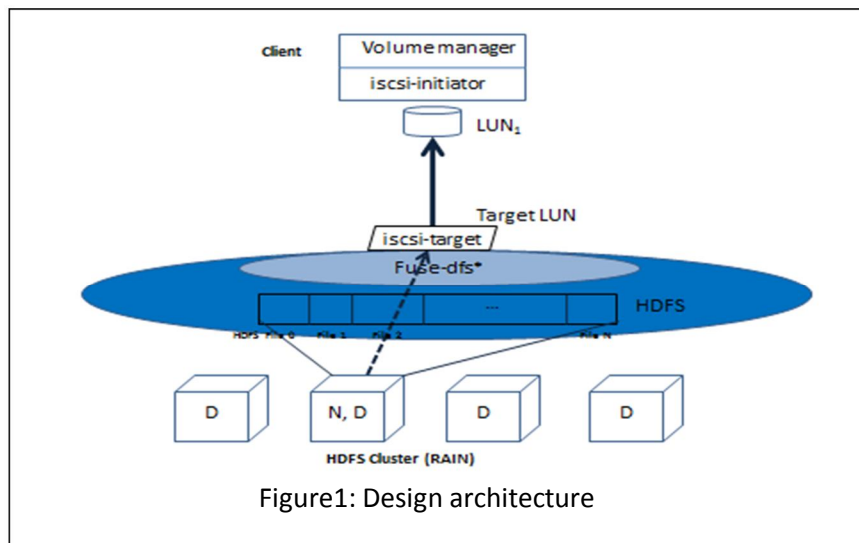 Client
Volume manager
iscsi-initiator
LUN₁
Target LUN
iscsi-target
Fuse-dfs*
HDFS
...
HDFS File 0 File 1 File 2 File N
D
N, D
D
D
HDFS Cluster (RAIN)
Figure1: Design architecture